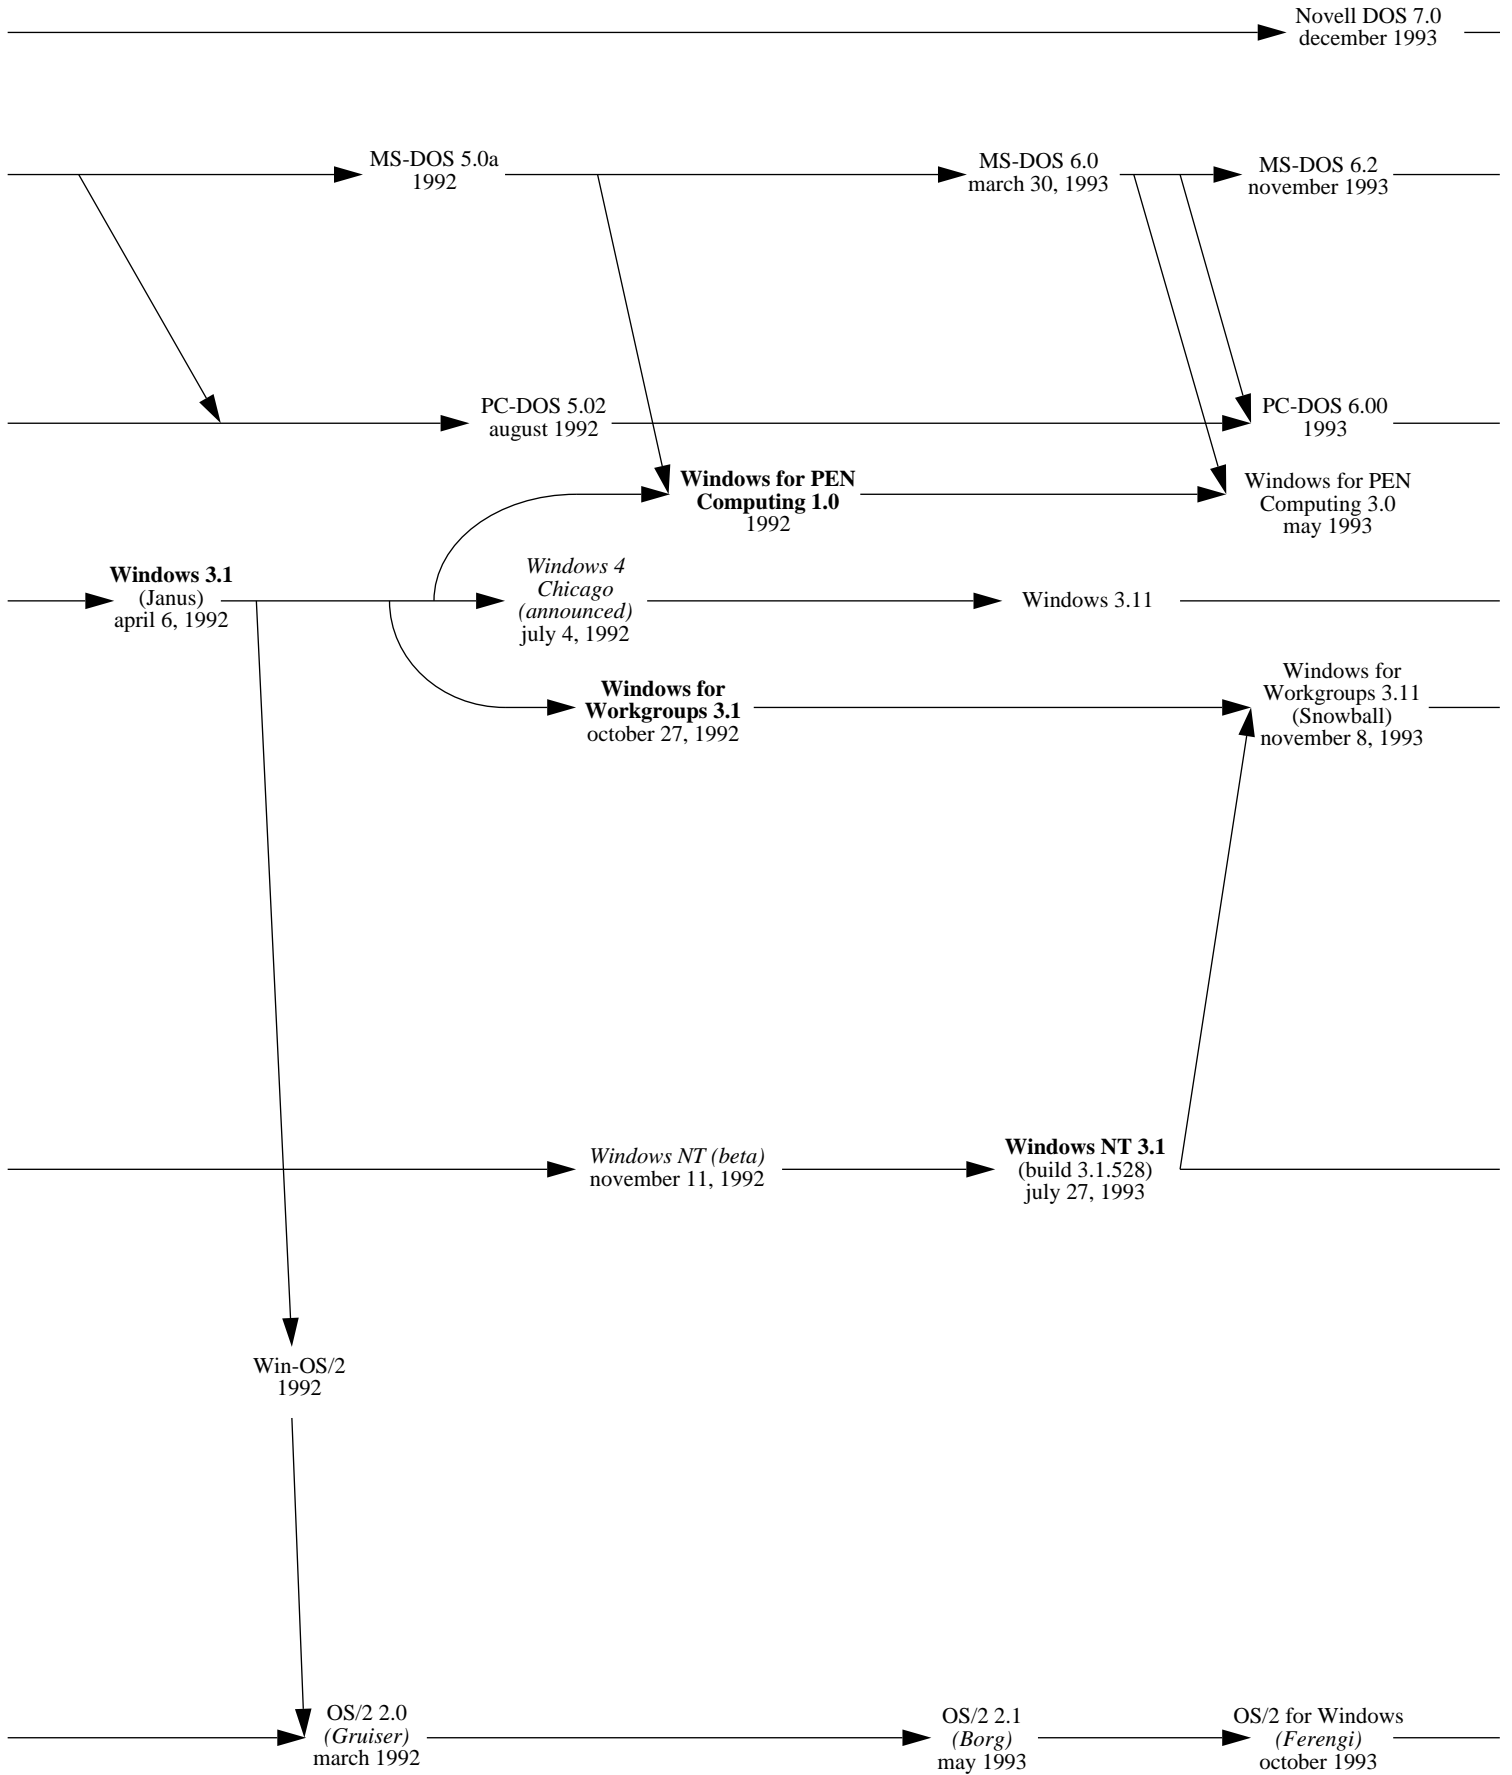 Novell DOS 7.0
december 1993
MS-DOS 5.0a
1992
MS-DOS 6.0
march 30, 1993
MS-DOS 6.2
november 1993
PC-DOS 5.02
august 1992
PC-DOS 6.00
1993
Windows for PEN
Computing 1.0
1992
Windows for PEN
Computing 3.0
may 1993
Windows 3.1
(Janus)
april 6, 1992
Windows 4
Chicago
(announced)
july 4, 1992
Windows 3.11
Windows for
Workgroups 3.1
october 27, 1992
Windows for
Workgroups 3.11
(Snowball)
november 8, 1993
Windows NT (beta)
november 11, 1992
Windows NT 3.1
(build 3.1.528)
july 27, 1993
Win-OS/2
1992
OS/2 2.0
(Gruiser)
march 1992
OS/2 2.1
(Borg)
may 1993
OS/2 for Windows
(Ferengi)
october 1993